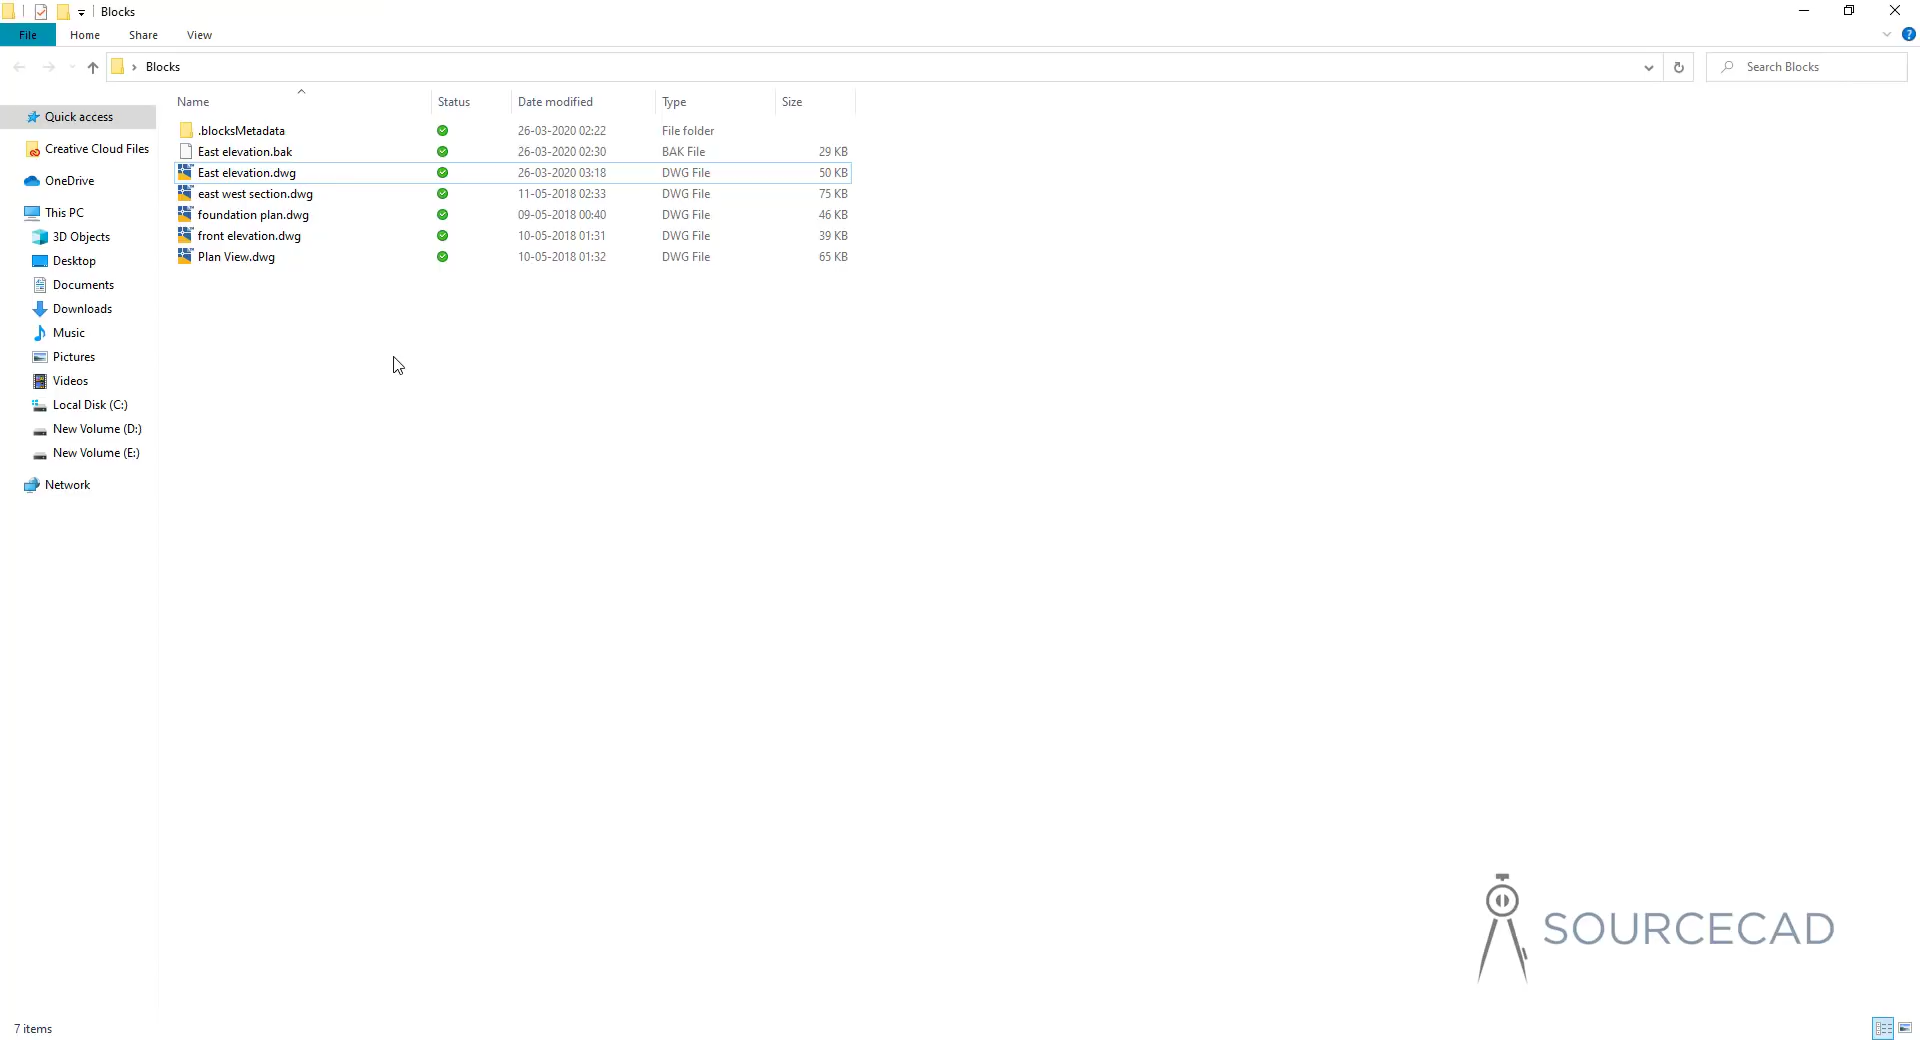 Blocks
File Home Share View
Blocks
Search Blocks
Name Status Date modified Type Size
.blocksMetadata 26-03-2020 02:22 File folder
East elevation.bak 26-03-2020 02:30 BAK File 29 KB
East elevation.dwg 26-03-2020 03:18 DWG File 50 KB
east west section.dwg 11-05-2018 02:33 DWG File 75 KB
foundation plan.dwg 09-05-2018 00:40 DWG File 46 KB
front elevation.dwg 10-05-2018 01:31 DWG File 39 KB
Plan View.dwg 10-05-2018 01:32 DWG File 65 KB
Quick access
Creative Cloud Files
OneDrive
This PC
3D Objects
Desktop
Documents
Downloads
Music
Pictures
Videos
Local Disk (C:)
New Volume (D:)
New Volume (E:)
Network
SOURCECAD
7 items